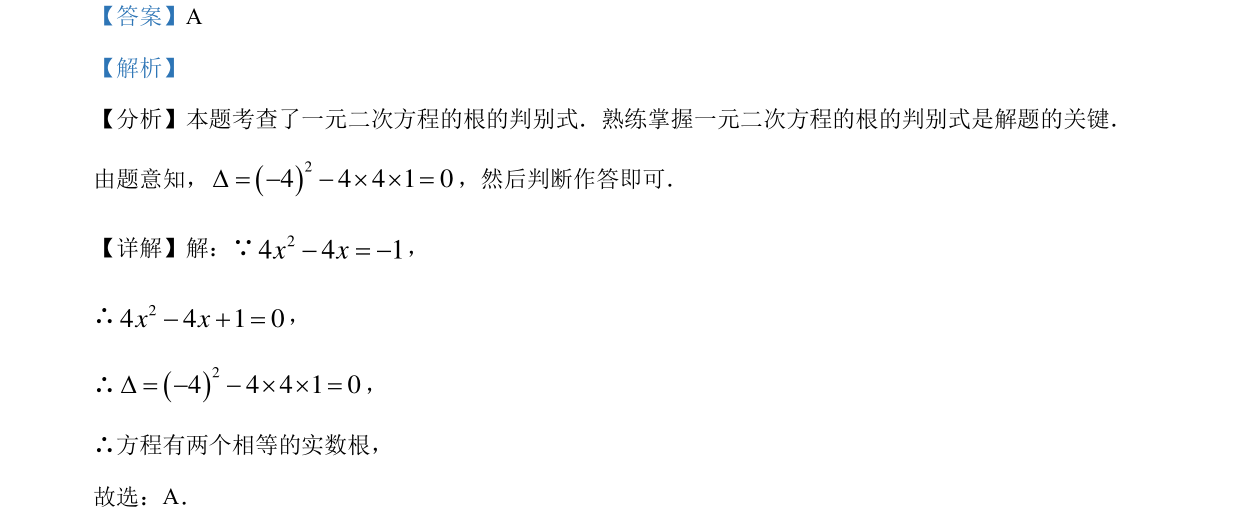 【答案】A
【解析】
【分析】本题考查了一元二次方程的根的判别式．熟练掌握一元二次方程的根的判别式是解题的关键．
由题意知，Δ=(−4)²−4×4×1=0，然后判断作答即可．
【详解】解：∵4x²−4x=−1，
∴4x²−4x+1=0，
∴Δ=(−4)²−4×4×1=0，
∴方程有两个相等的实数根，
故选：A．